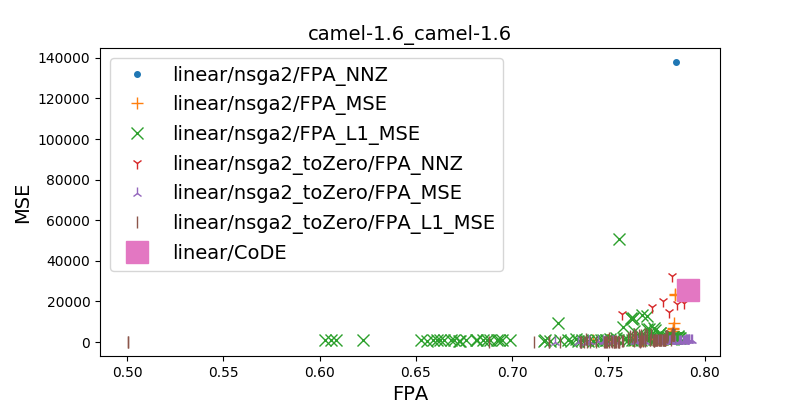 camel-1.6_camel-1.6
140000
120000
100000
80000
60000
40000
20000
0
MSE
linear/nsga2/FPA_NNZ
linear/nsga2/FPA_MSE
linear/nsga2/FPA_L1_MSE
linear/nsga2_toZero/FPA_NNZ
linear/nsga2_toZero/FPA_MSE
linear/nsga2_toZero/FPA_L1_MSE
linear/CoDE
0.50 0.55 0.60 0.65 0.70 0.75 0.80
FPA